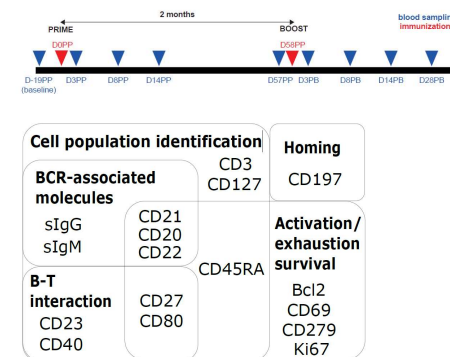 2 months
blood samplin
immunization
PRIME
BOOST
D0PP
D58PP
D-19PP
(baseline)
D3PP
D8PP
D14PP
D57PP
D3PB
D8PB
D14PB
D28PB
Cell population identification
CD3
CD127
Homing
CD197
BCR-associated
molecules
sIgG
sIgM
CD21
CD20
CD22
Activation/
exhaustion
survival
Bcl2
CD69
CD279
Ki67
CD45RA
B-T
interaction
CD23
CD40
CD27
CD80